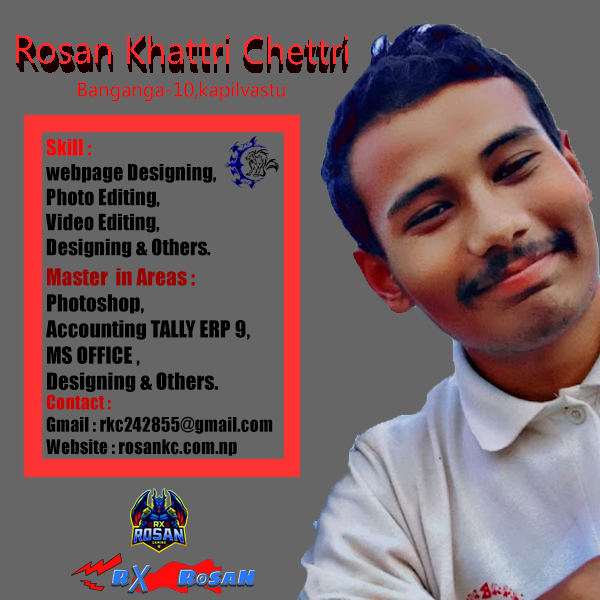 Rosan Khattri Chettri
Banganga-10,kapilvastu
Skill :
webpage Designing,
Photo Editing,
Video Editing,
Designing & Others.
Master in Areas :
Photoshop,
Accounting TALLY ERP 9,
MS OFFICE ,
Designing & Others.
Contact :
Gmail : rkc242855@gmail.com
Website : rosankc.com.np
RX
ROSAN
GAMING
RX RoSaN